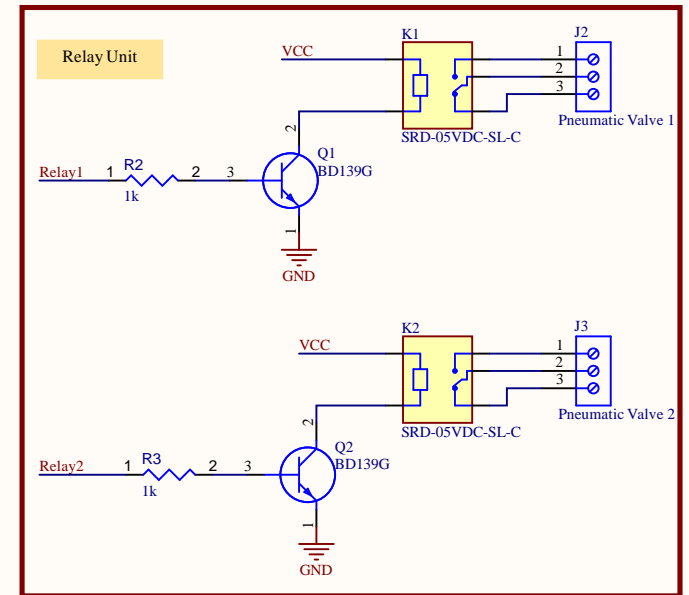 Relay Unit
VCC
K1
SRD-05VDC-SL-C
J2
1
2
3
Pneumatic Valve 1
Relay1
1
R2
1k
2
3
2
Q1
BD139G
1
GND
VCC
K2
SRD-05VDC-SL-C
J3
1
2
3
Pneumatic Valve 2
Relay2
1
R3
1k
2
3
2
Q2
BD139G
1
GND